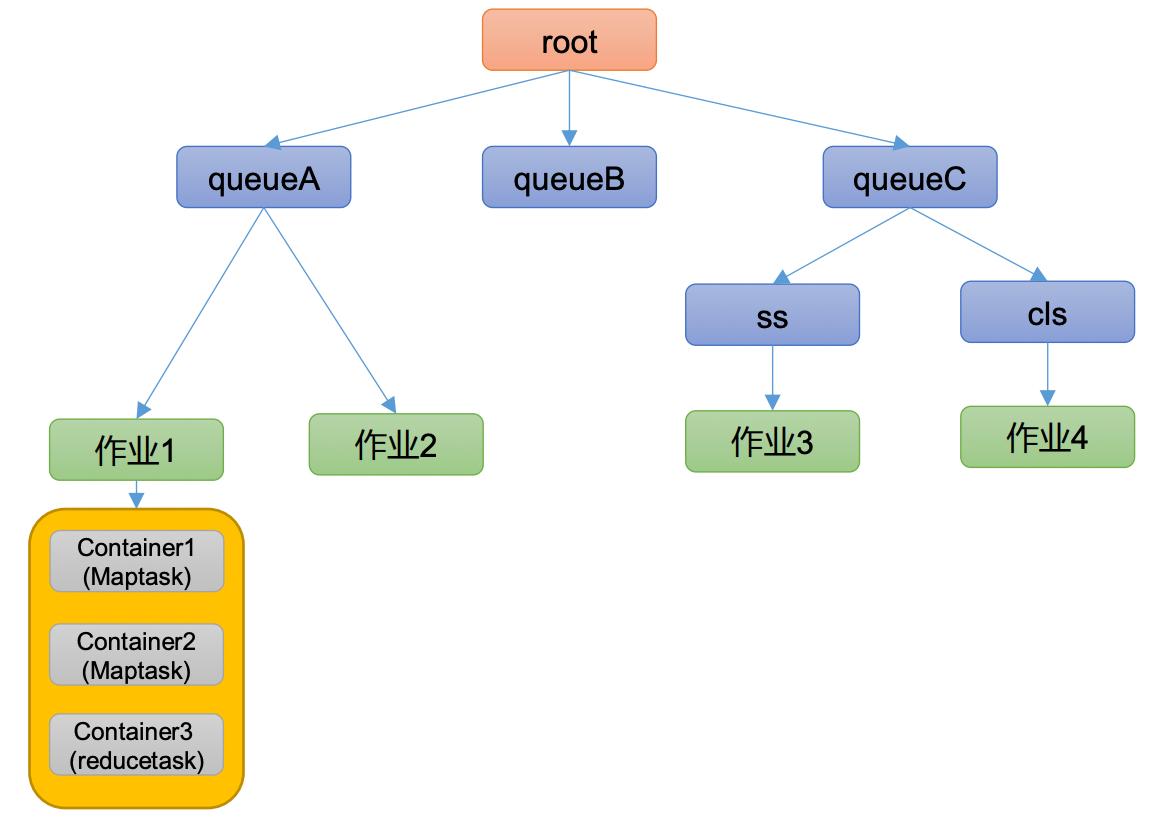 root
queueA
queueB
queueC
ss
cls
作业1
作业2
作业3
作业4
Container1
(Maptask)
Container2
(Maptask)
Container3
(reducetask)